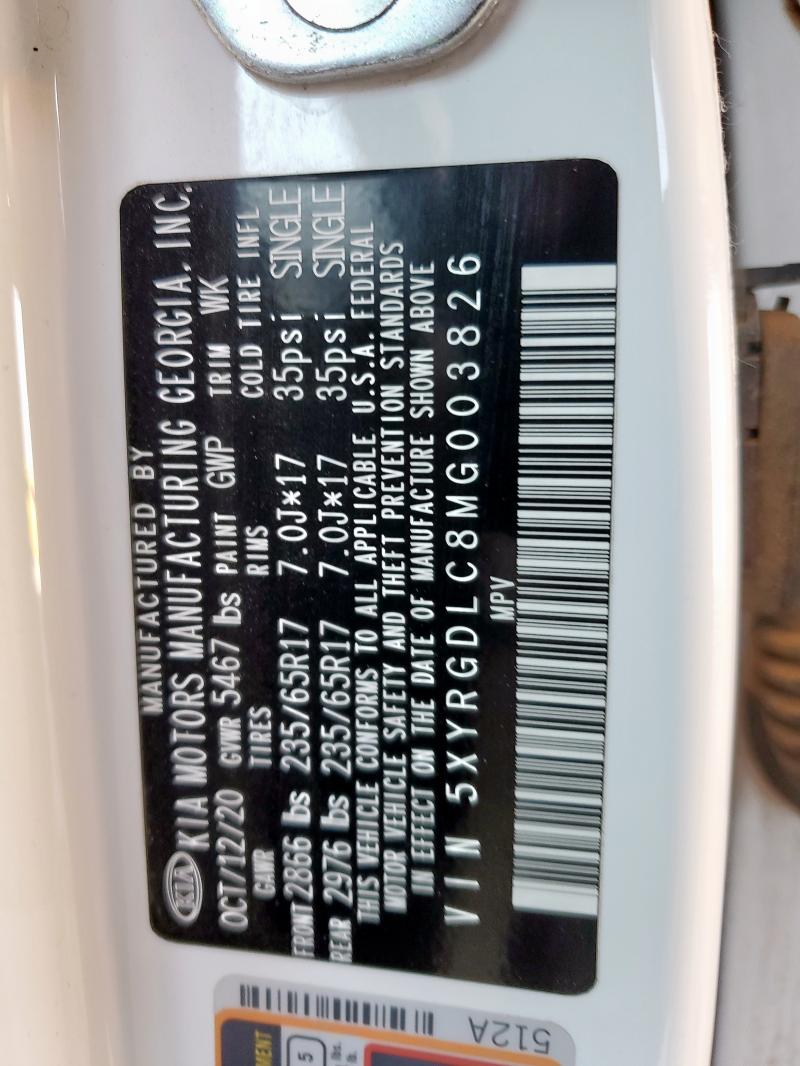 MANUFACTURED BY
KIA KIA MOTORS MANUFACTURING GEORGIA, INC.
OCT/12/20 GVWR 5467 lbs PAINT GWP TRIM WK
GAWR TIRES RIMS COLD TIRE INFL
FRONT 2866 lbs 235/65R17 7.0J*17 35psi SINGLE
REAR 2976 lbs 235/65R17 7.0J*17 35psi SINGLE
THIS VEHICLE CONFORMS TO ALL APPLICABLE U.S.A. FEDERAL
MOTOR VEHICLE SAFETY AND THEFT PREVENTION STANDARDS
IN EFFECT ON THE DATE OF MANUFACTURE SHOWN ABOVE
VIN 5XYRGDLC8MG003826
MPV
512A
5
lbs.